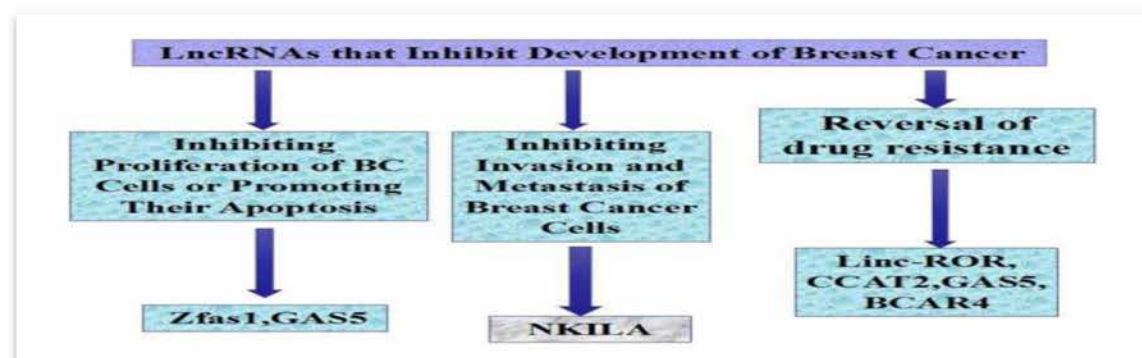 LncRNAs that Inhibit Development of Breast Cancer
Inhibiting
Proliferation of BC
Cells or Promoting
Their Apoptosis
Zfas1,GAS5
Inhibiting
Invasion and
Metastasis of
Breast Cancer
Cells
NKILA
Reversal of
drug resistance
Linc-ROR,
CCAT2,GAS5,
BCAR4